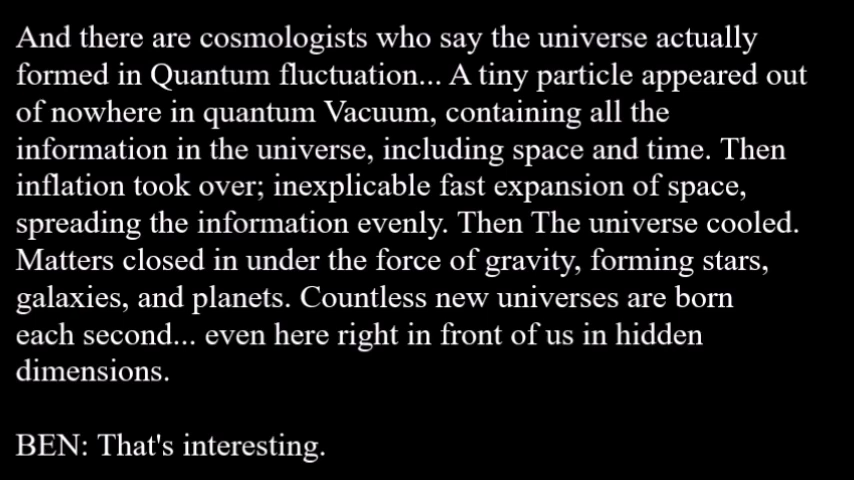 And there are cosmologists who say the universe actually
formed in Quantum fluctuation... A tiny particle appeared out
of nowhere in quantum Vacuum, containing all the
information in the universe, including space and time. Then
inflation took over; inexplicable fast expansion of space,
spreading the information evenly. Then The universe cooled.
Matters closed in under the force of gravity, forming stars,
galaxies, and planets. Countless new universes are born
each second... even here right in front of us in hidden
dimensions.
BEN: That's interesting.